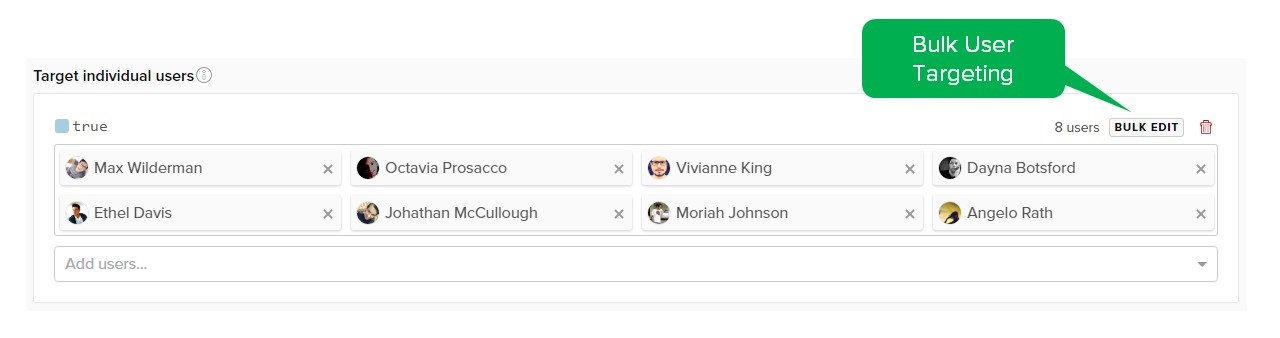 Bulk User
Targeting
Target individual users
true
8 users BULK EDIT
Max Wilderman Octavia Prosacco Vivianne King Dayna Botsford
Ethel Davis Johathan McCullough Moriah Johnson Angelo Rath
Add users...